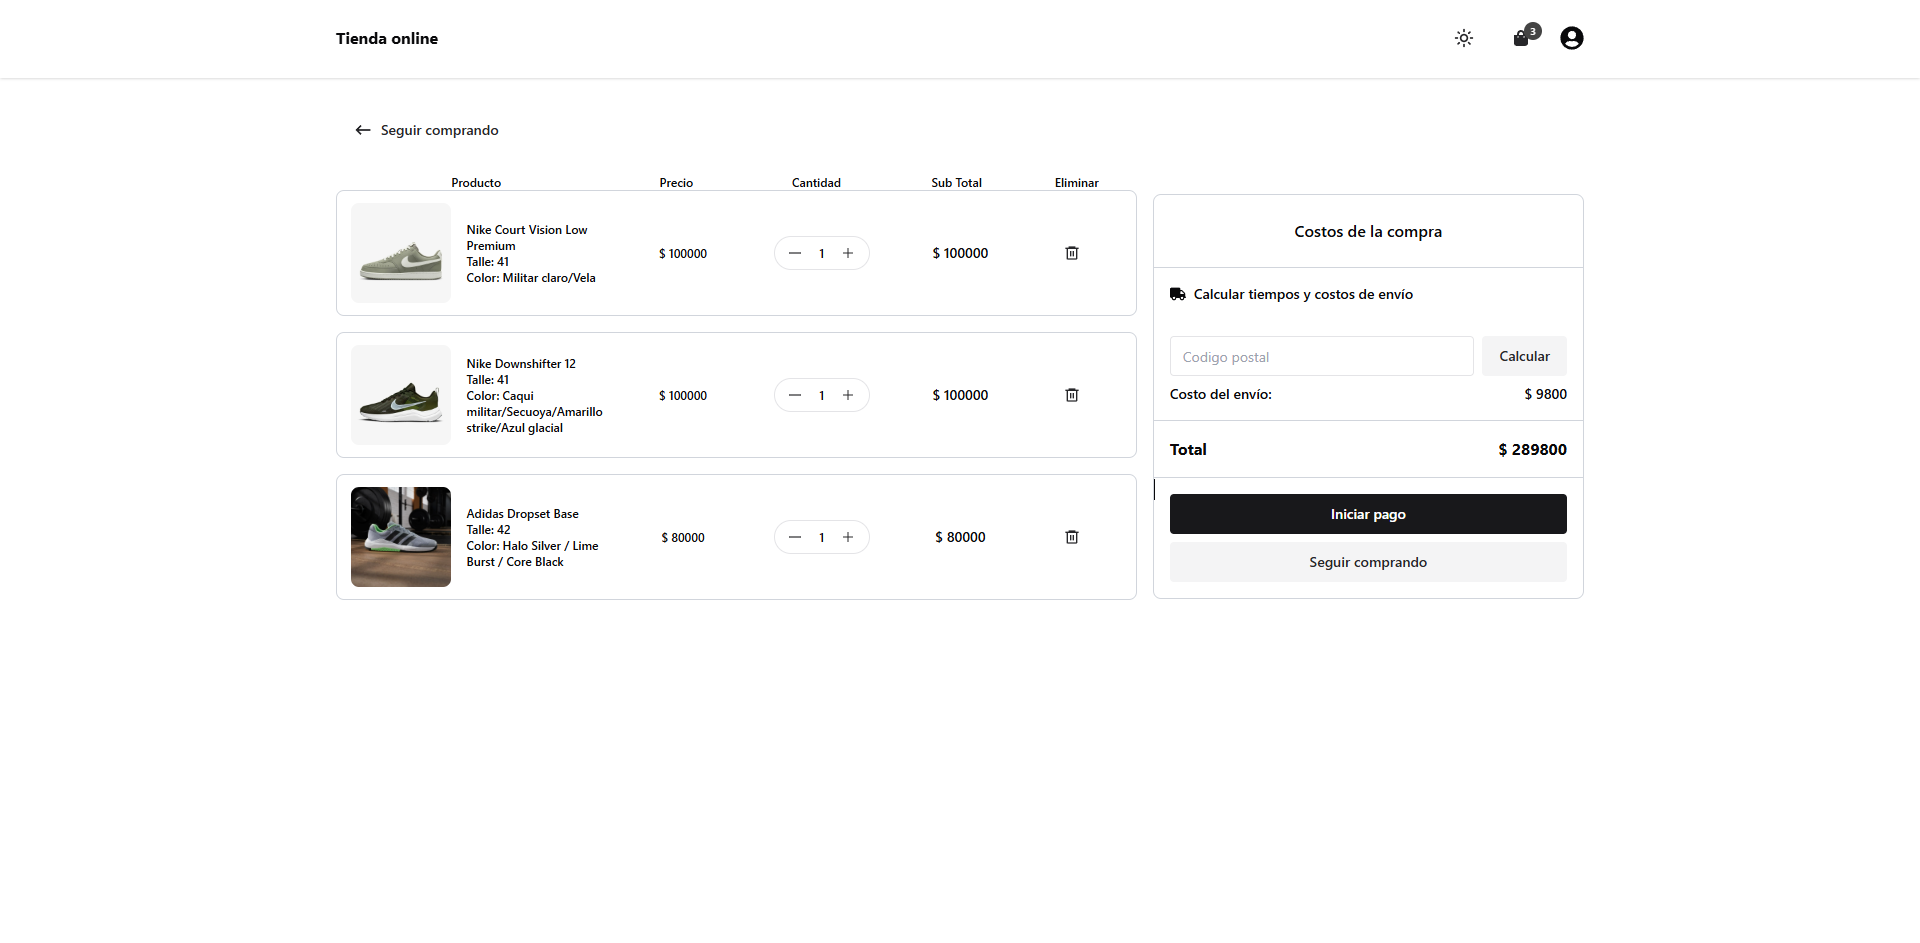 Tienda online
3
Seguir comprando
Producto Precio Cantidad Sub Total Eliminar
Nike Court Vision Low
Premium
Talle: 41
Color: Militar claro/Vela
$ 100000
1
$ 100000
Nike Downshifter 12
Talle: 41
Color: Caqui
militar/Secuoya/Amarillo
strike/Azul glacial
$ 100000
1
$ 100000
Adidas Dropset Base
Talle: 42
Color: Halo Silver / Lime
Burst / Core Black
$ 80000
1
$ 80000
Costos de la compra
Calcular tiempos y costos de envío
Codigo postal
Calcular
Costo del envío: $ 9800
Total $ 289800
Iniciar pago
Seguir comprando